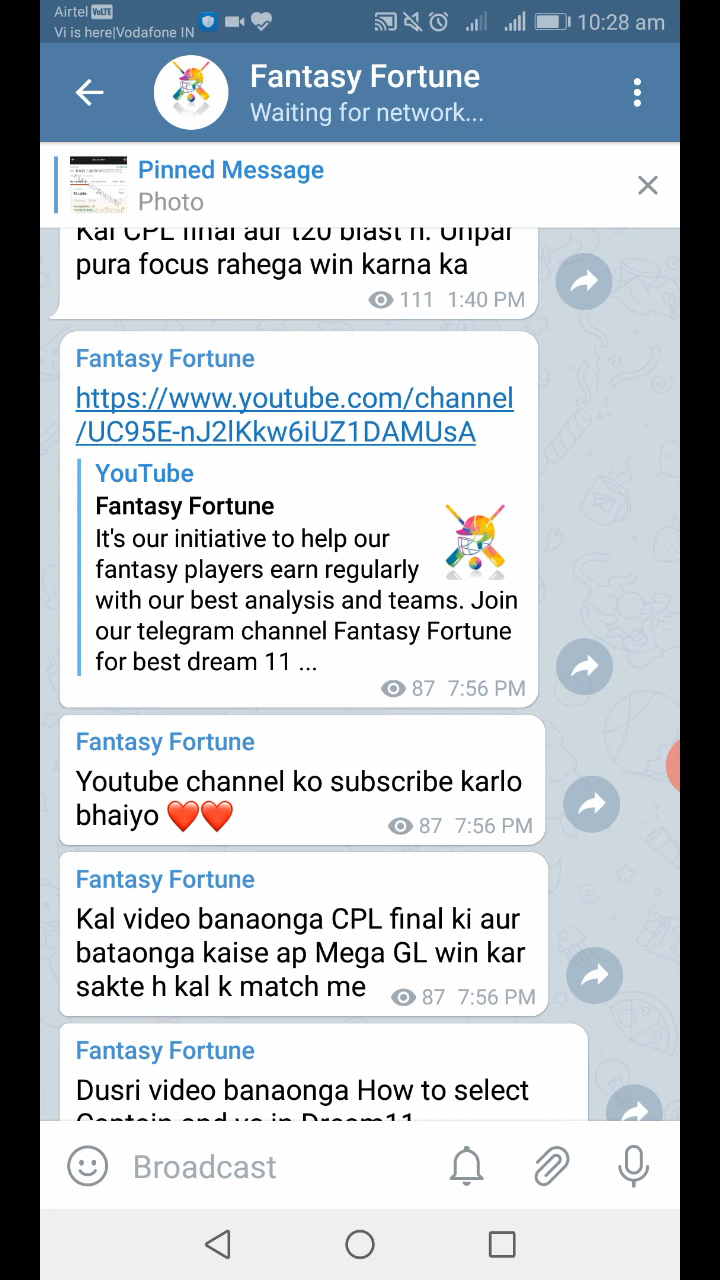 Airtel VoLTE
Vi is here|Vodafone IN
10:28 am
Fantasy Fortune
Waiting for network...
Pinned Message
Photo
Kal CPL final aur t20 blast h. Unpar
pura focus rahega win karna ka
111 1:40 PM
Fantasy Fortune
https://www.youtube.com/channel
/UC95E-nJ2lKkw6iUZ1DAMUsA
YouTube
Fantasy Fortune
It's our initiative to help our
fantasy players earn regularly
with our best analysis and teams. Join
our telegram channel Fantasy Fortune
for best dream 11 ...
87 7:56 PM
Fantasy Fortune
Youtube channel ko subscribe karlo
bhaiyo ❤️❤️
87 7:56 PM
Fantasy Fortune
Kal video banaonga CPL final ki aur
bataonga kaise ap Mega GL win kar
sakte h kal k match me
87 7:56 PM
Fantasy Fortune
Dusri video banaonga How to select
Captain and vc in Dream11
Broadcast